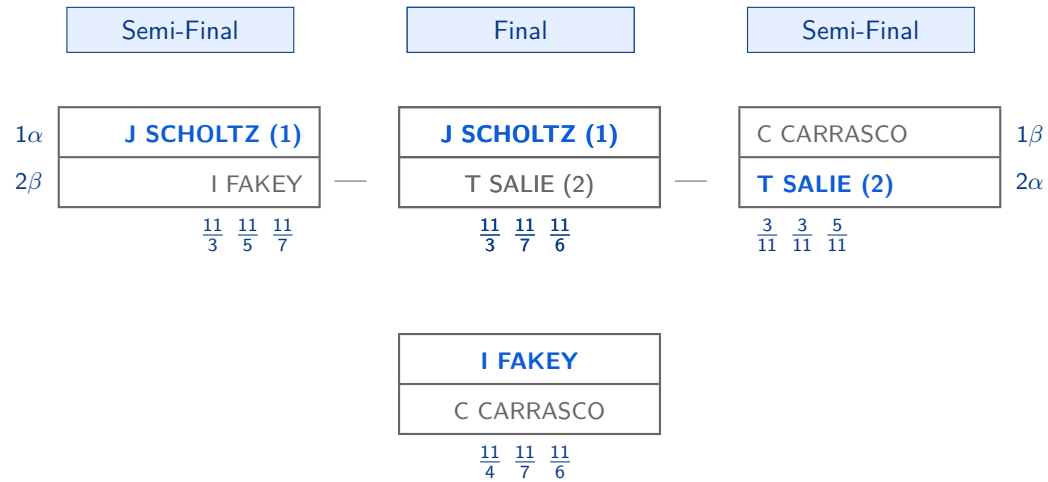 Semi-Final Final Semi-Final
1α J SCHOLTZ (1) J SCHOLTZ (1) C CARRASCO 1β
2β I FAKEY — T SALIE (2) — T SALIE (2) 2α
11/3 11/5 11/7 11/3 11/7 11/6 3/11 3/11 5/11
I FAKEY
C CARRASCO
11/4 11/7 11/6